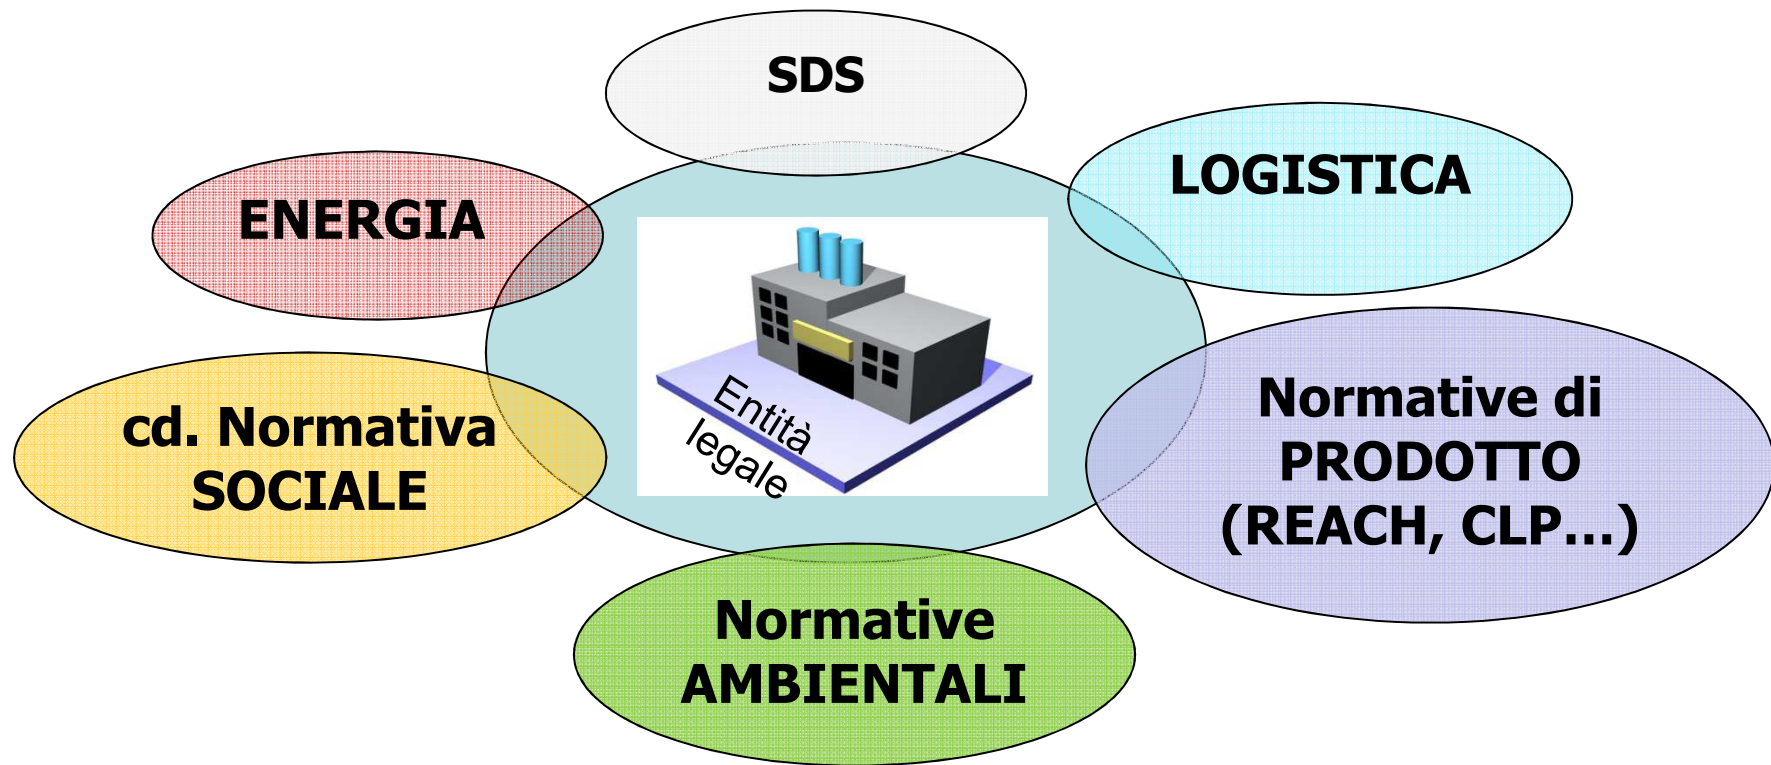 SDS
LOGISTICA
ENERGIA
Entità
legale
cd. Normativa
SOCIALE
Normative di
PRODOTTO
(REACH, CLP…)
Normative
AMBIENTALI